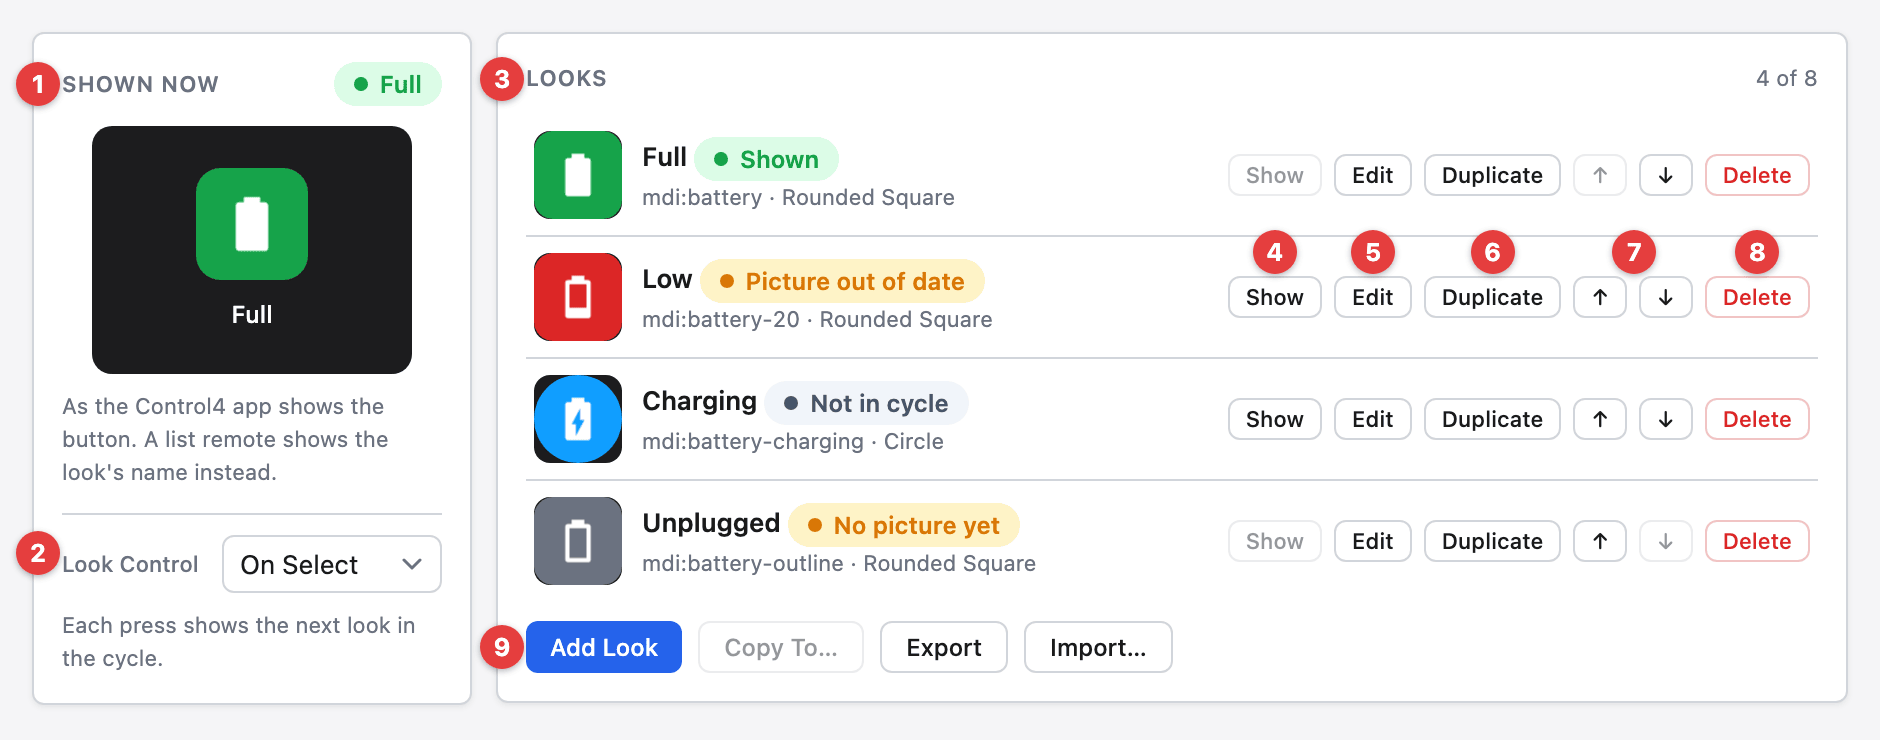 1 SHOWN NOW Full
Full
As the Control4 app shows the
button. A list remote shows the
look's name instead.
2 Look Control On Select
Each press shows the next look in
the cycle.
3 LOOKS 4 of 8
Full Shown
mdi:battery · Rounded Square
Show Edit Duplicate ↑ ↓ Delete
4 5 6 7 8
Low Picture out of date
mdi:battery-20 · Rounded Square
Show Edit Duplicate ↑ ↓ Delete
Charging Not in cycle
mdi:battery-charging · Circle
Show Edit Duplicate ↑ ↓ Delete
Unplugged No picture yet
mdi:battery-outline · Rounded Square
Show Edit Duplicate ↑ ↓ Delete
9 Add Look Copy To... Export Import...